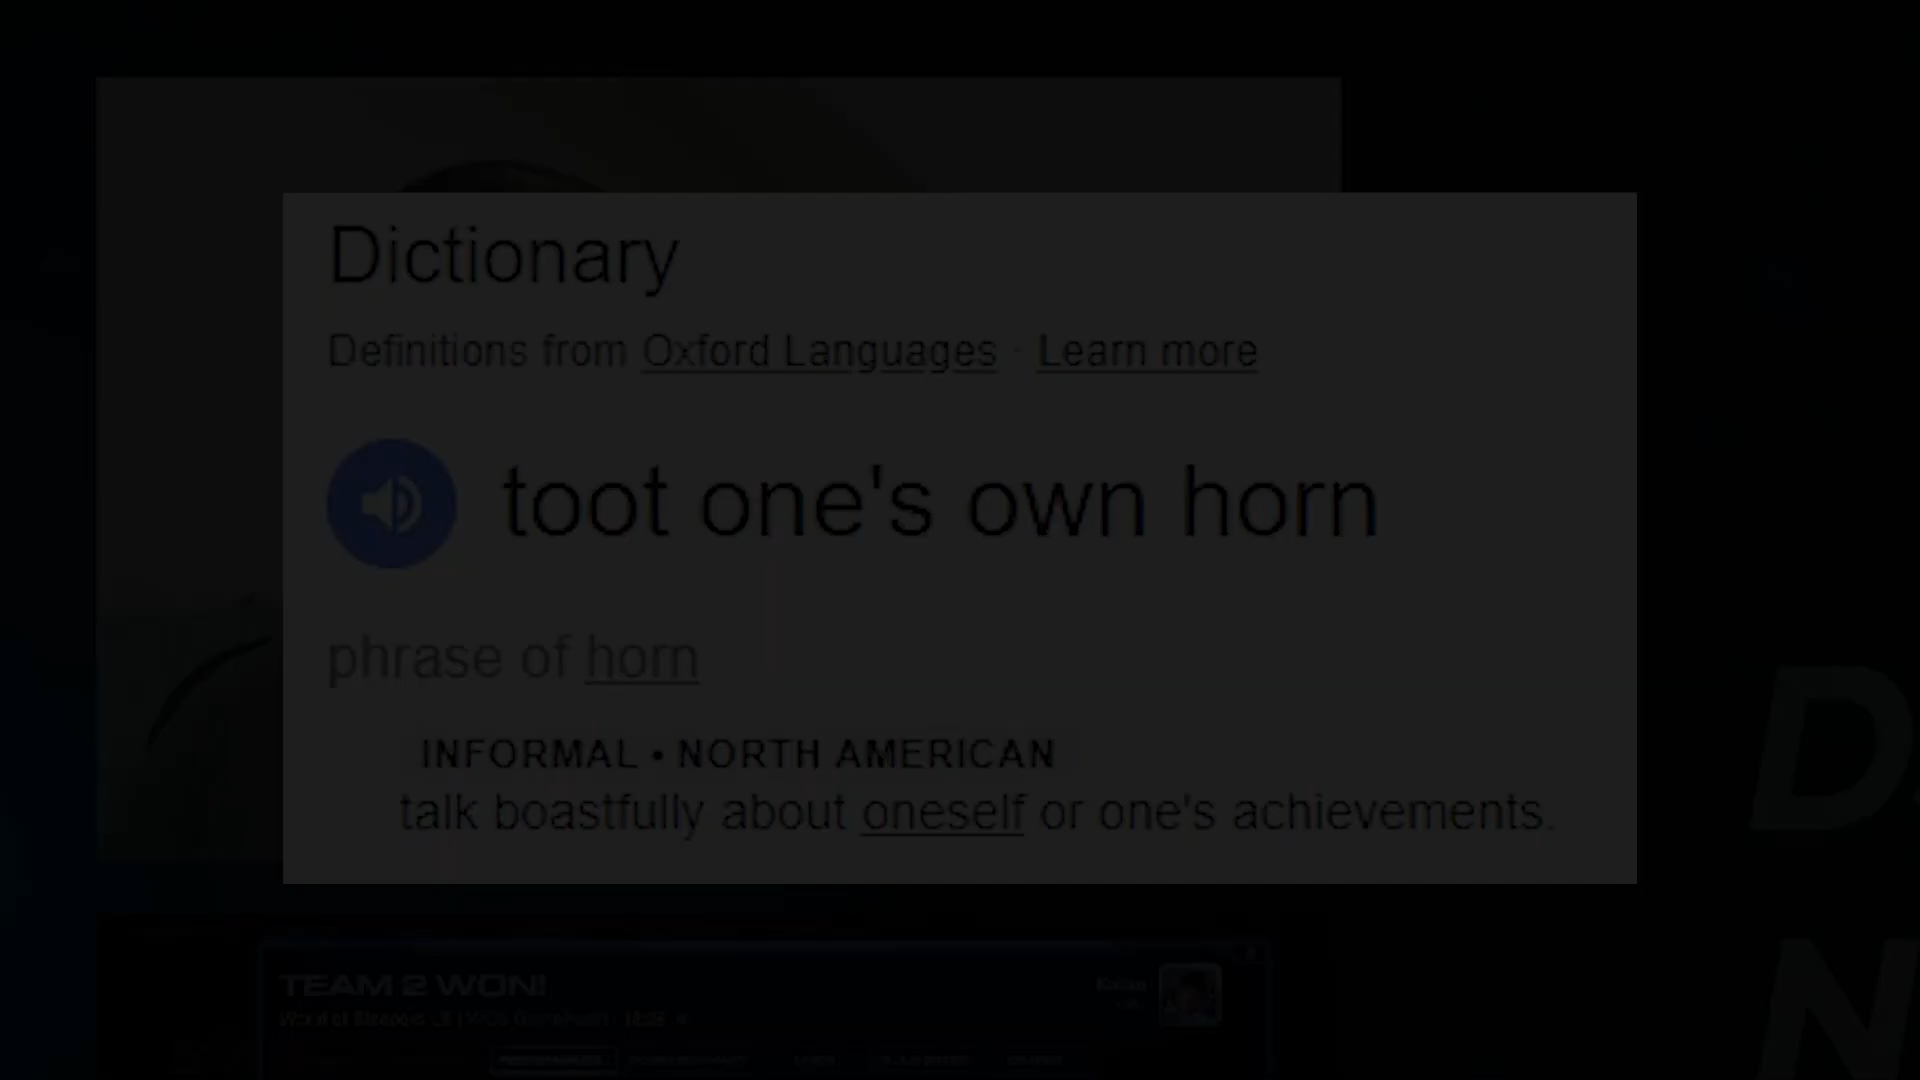 Dictionary
Definitions from Oxford Languages · Learn more
toot one's own horn
phrase of horn
INFORMAL • NORTH AMERICAN
talk boastfully about oneself or one's achievements.
D
TEAM 2 WON!
N